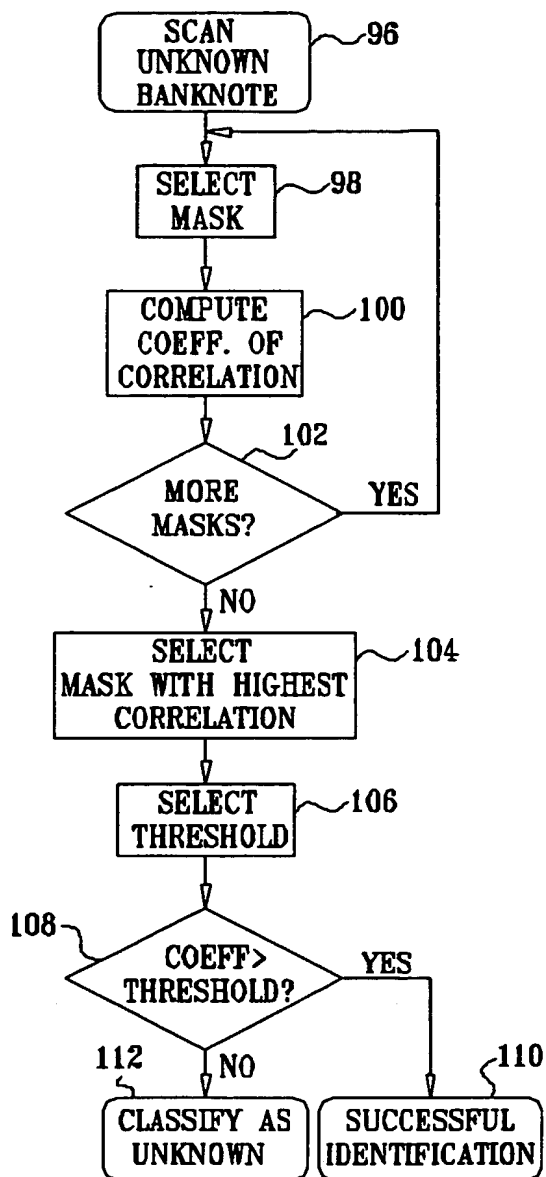 SCAN
UNKNOWN
BANKNOTE
96
SELECT
MASK
98
COMPUTE
COEFF. OF
CORRELATION
100
102
MORE
MASKS?
YES
NO
SELECT
MASK WITH HIGHEST
CORRELATION
104
SELECT
THRESHOLD
106
108
COEFF>
THRESHOLD?
YES
NO
112
CLASSIFY AS
UNKNOWN
110
SUCCESSFUL
IDENTIFICATION